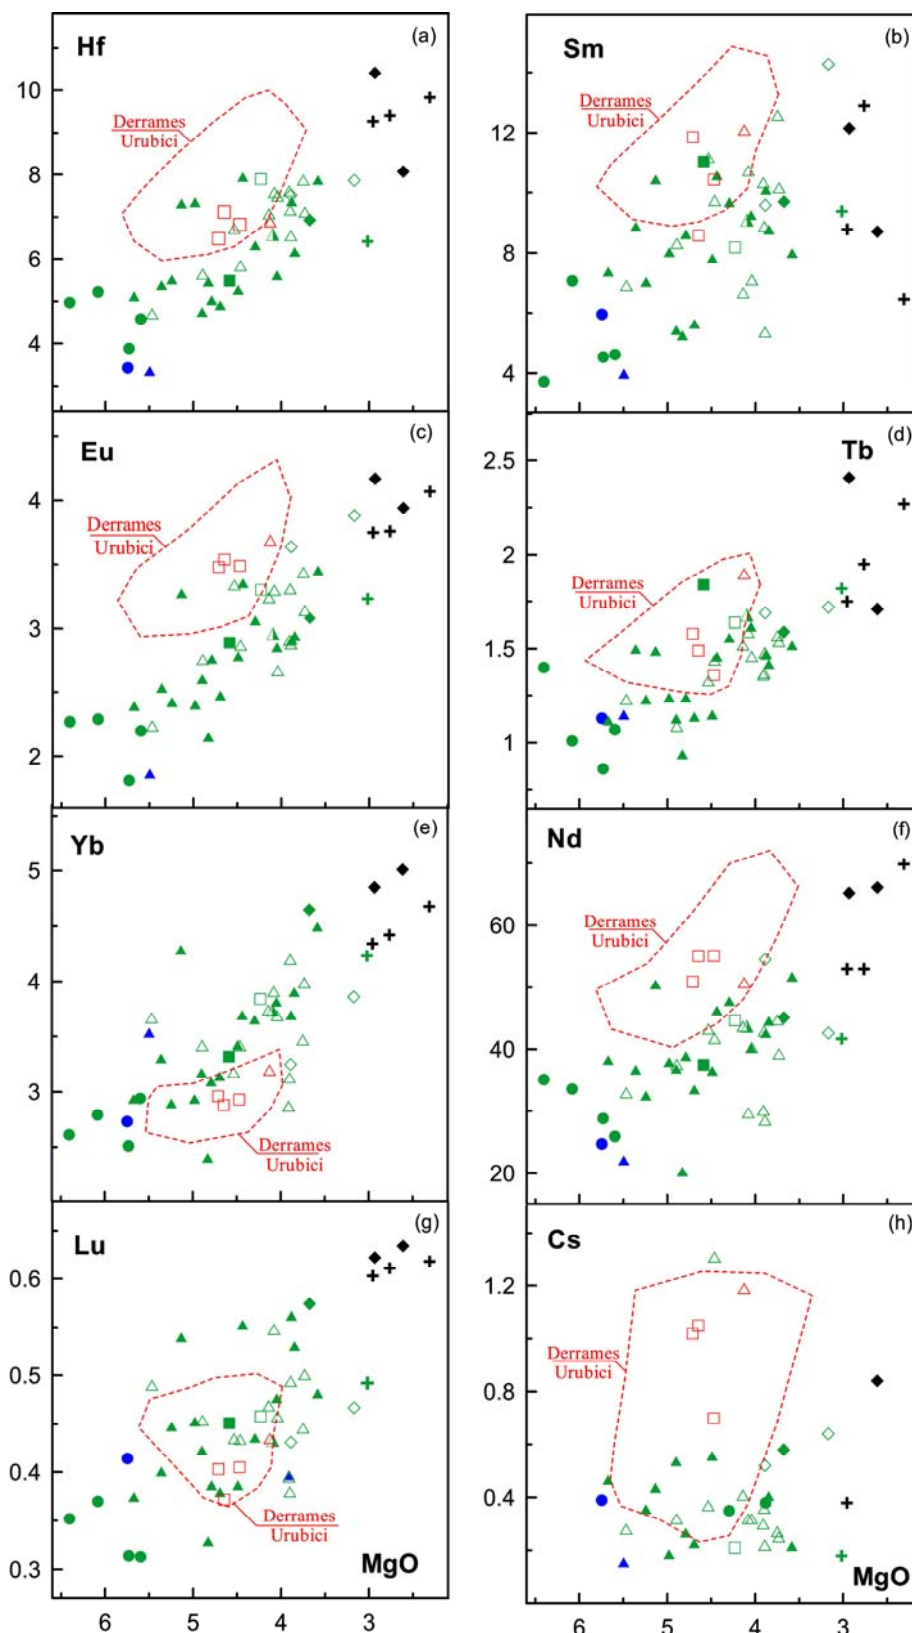 Hf
(a)
Derrames
Urubici
10
8
6
4
Sm
(b)
Derrames
Urubici
12
8
4
Eu
(c)
Derrames
Urubici
4
3
2
Tb
(d)
Derrames
Urubici
2.5
2
1.5
1
Yb
(e)
Derrames
Urubici
5
4
3
Nd
(f)
Derrames
Urubici
60
40
20
Lu
(g)
Derrames
Urubici
0.6
0.5
0.4
0.3
MgO
6 5 4 3
Cs
(h)
Derrames
Urubici
1.2
0.8
0.4
MgO
6 5 4 3